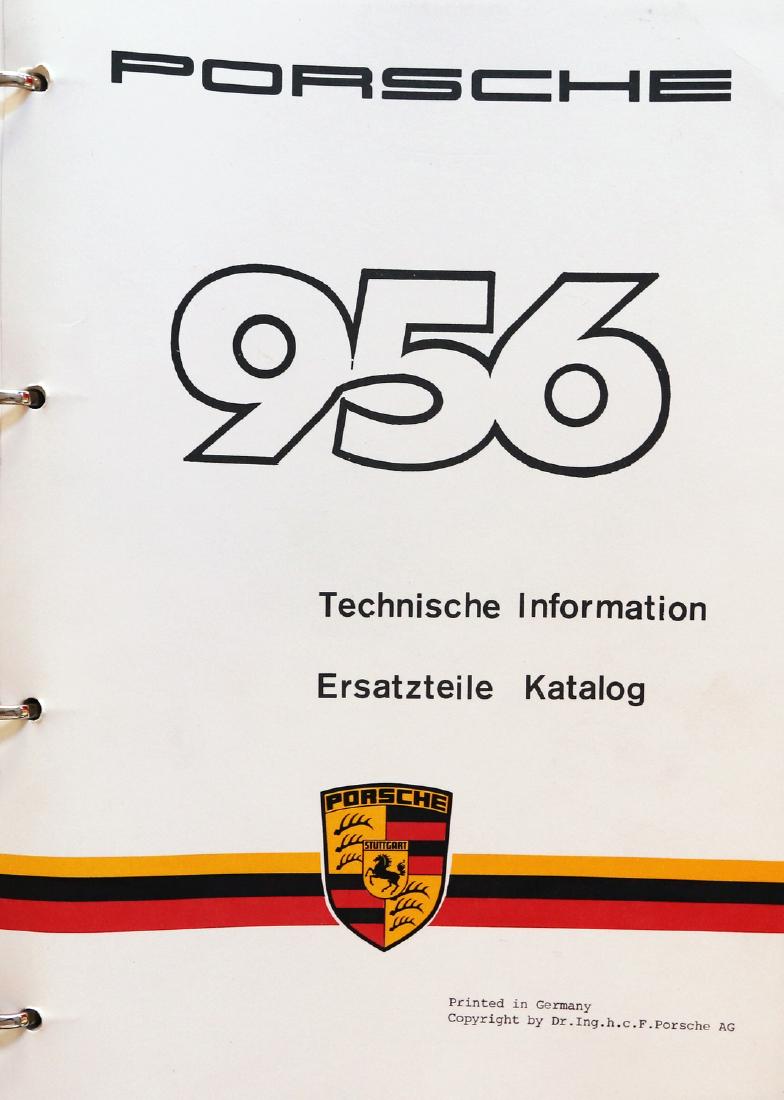 PORSCHE
956
Technische Information
Ersatzteile Katalog
PORSCHE
STUTTGART
Printed in Germany
Copyright by Dr.Ing.h.c.F.Porsche AG